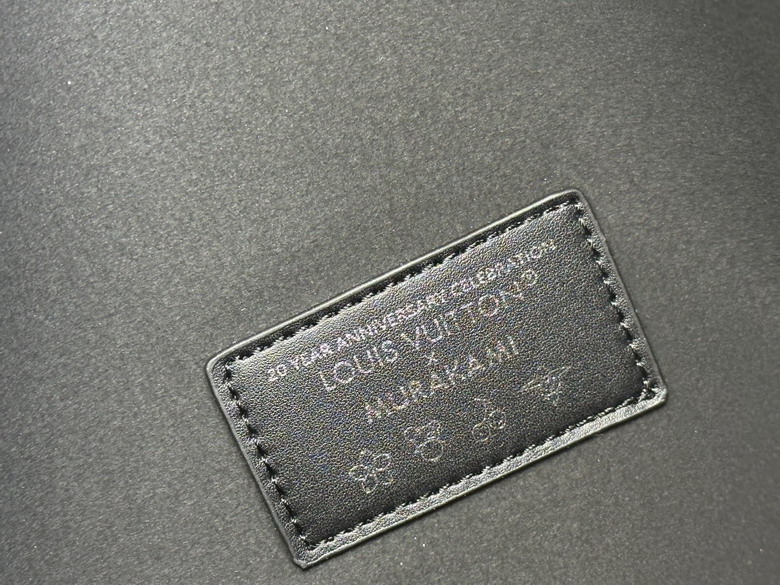 20 YEAR ANNIVERSARY CELEBRATION
LOUIS VUITTON®
×
MURAKAMI